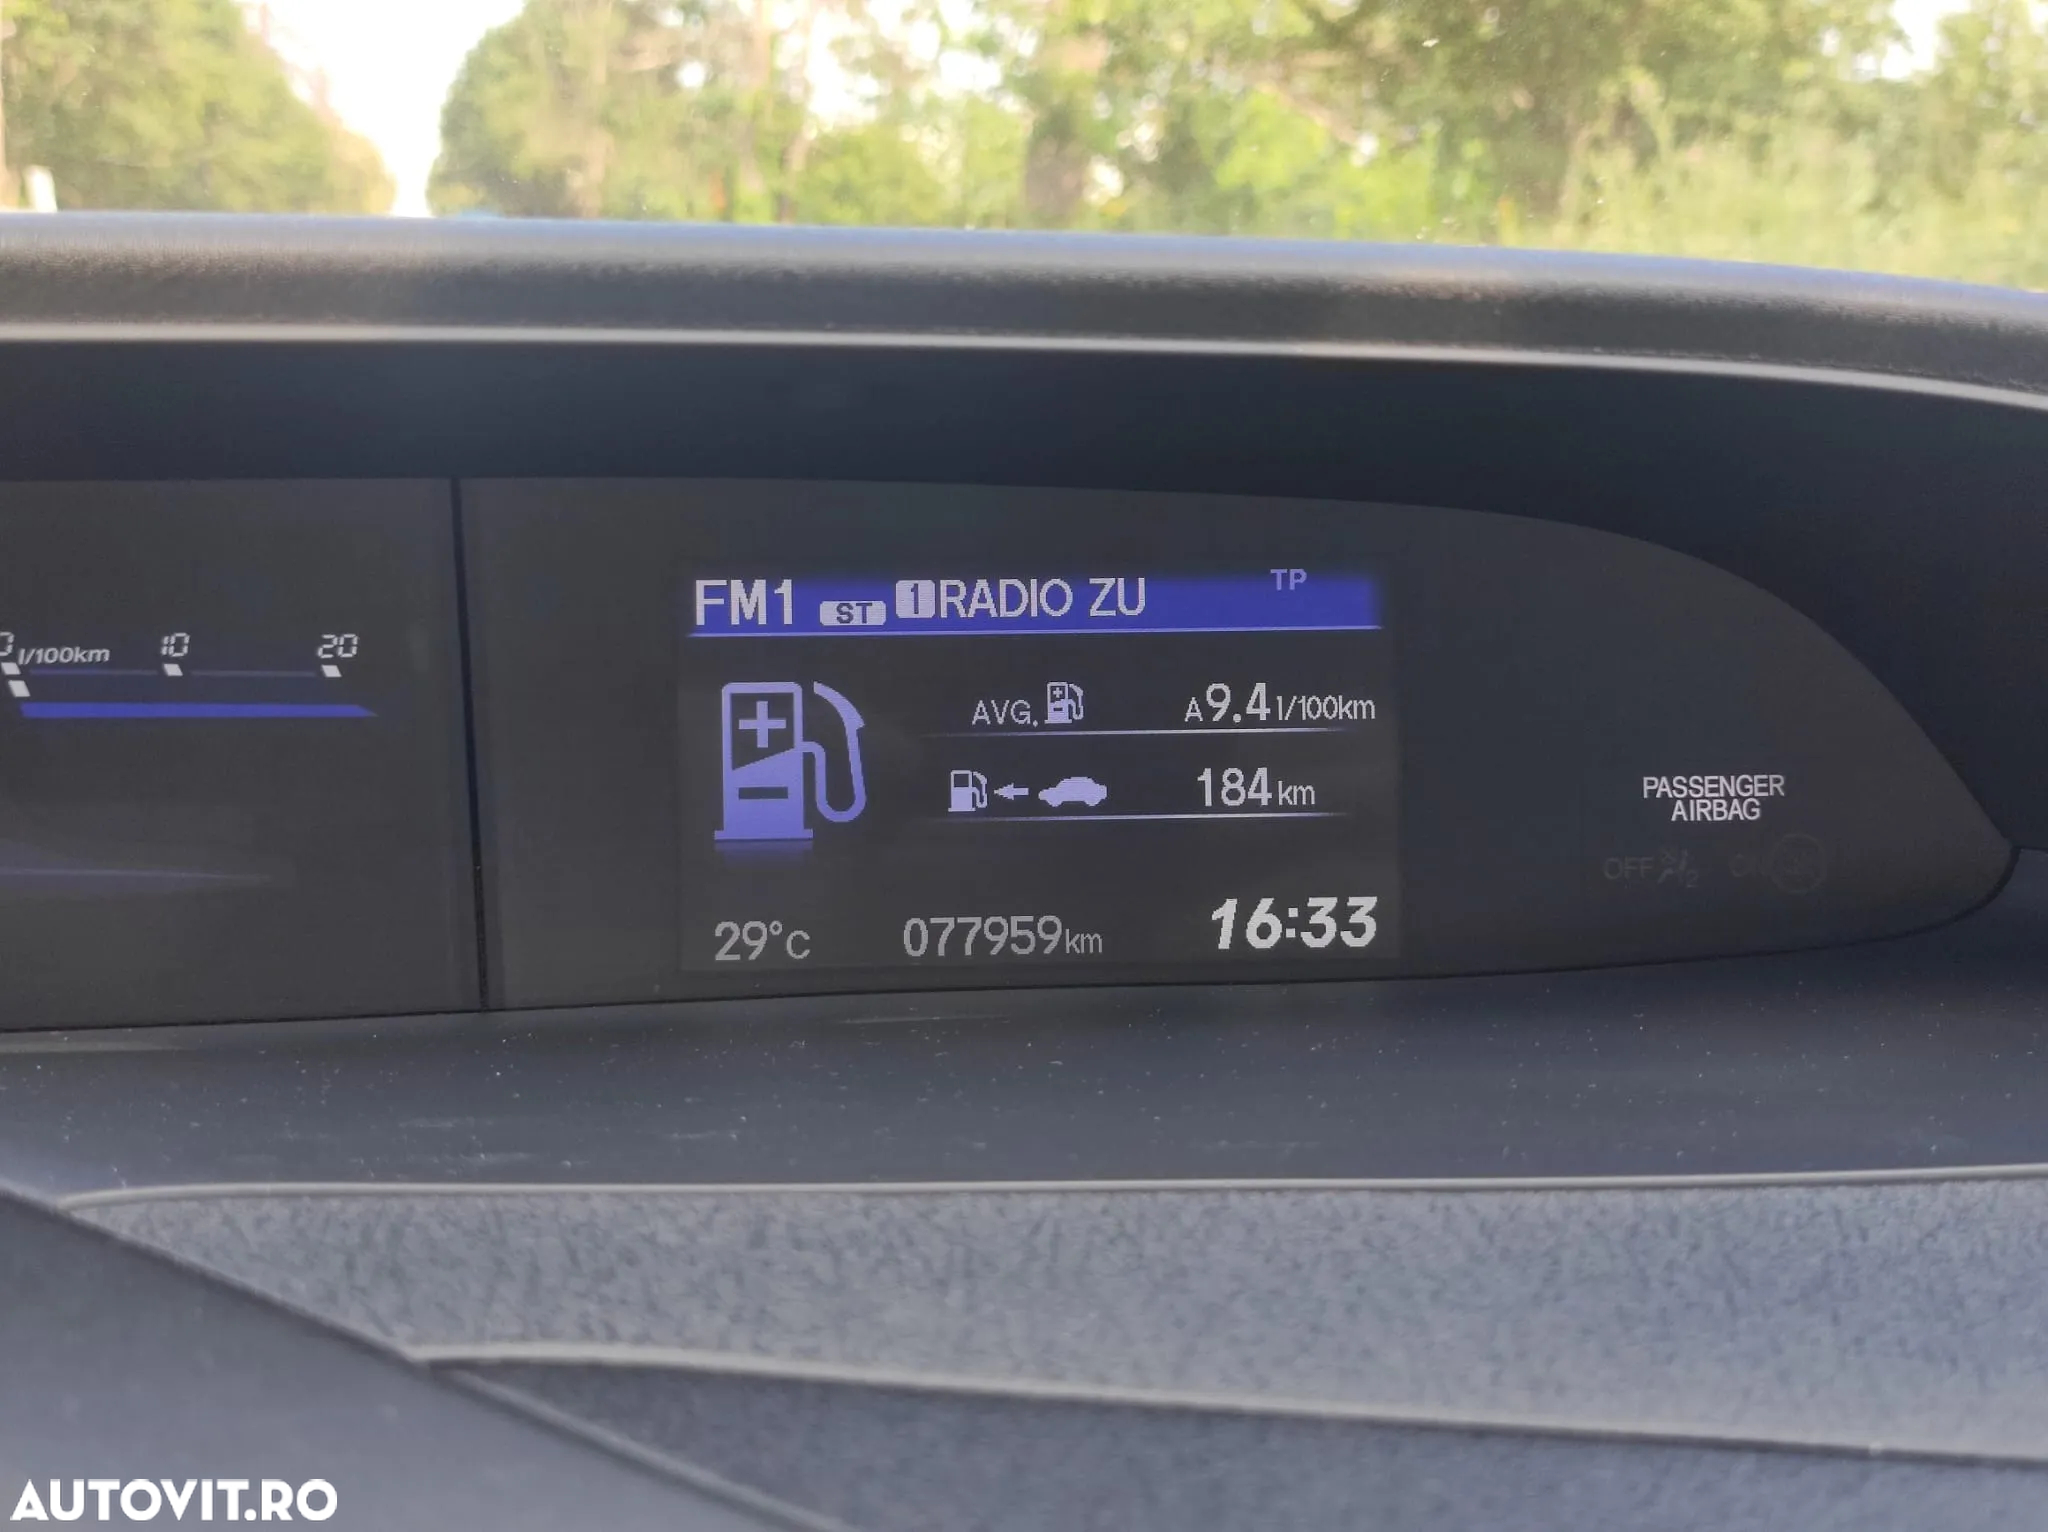 FM1 ST 1 RADIO ZU TP
l/100km 10 20
AVG. A 9.4 l/100km
184 km
PASSENGER
AIRBAG
OFF
29°C 077959 km 16:33
AUTOVIT.RO